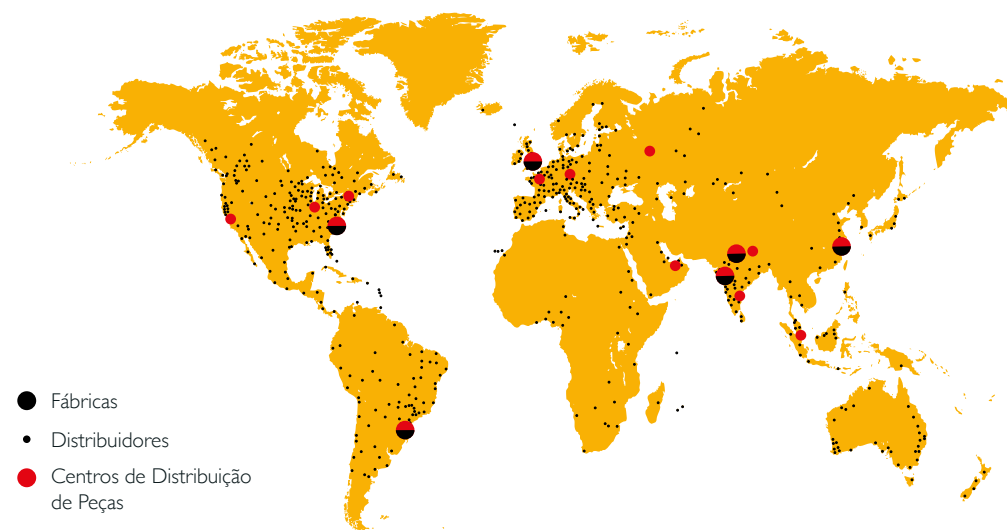 Fábricas
Distribuidores
Centros de Distribuição
de Peças